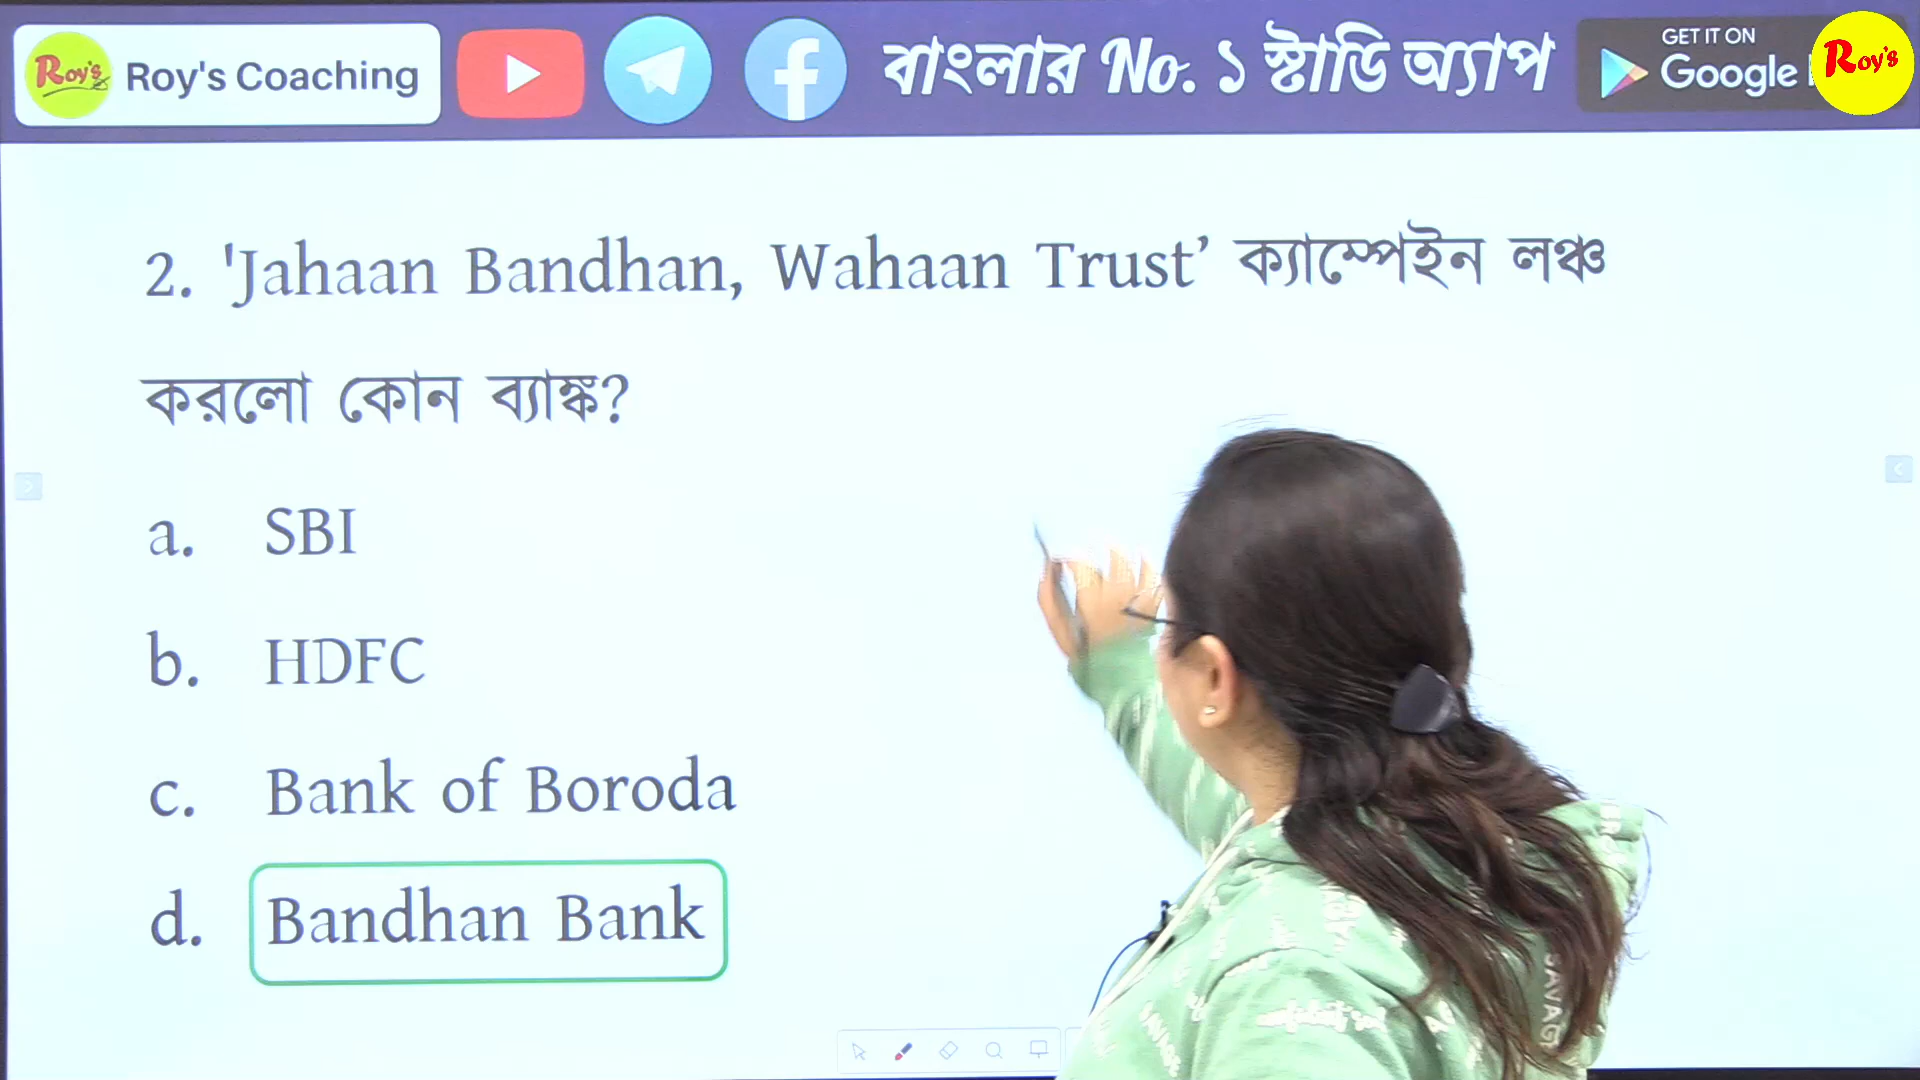 Roy's
Roy's Coaching
বাংলার No. ১ স্টাডি অ্যাপ
GET IT ON
Google
Roy's
2. 'Jahaan Bandhan, Wahaan Trust’ ক্যাম্পেইন লঞ্চ
করলো কোন ব্যাঙ্ক?
a. SBI
b. HDFC
c. Bank of Boroda
d. Bandhan Bank